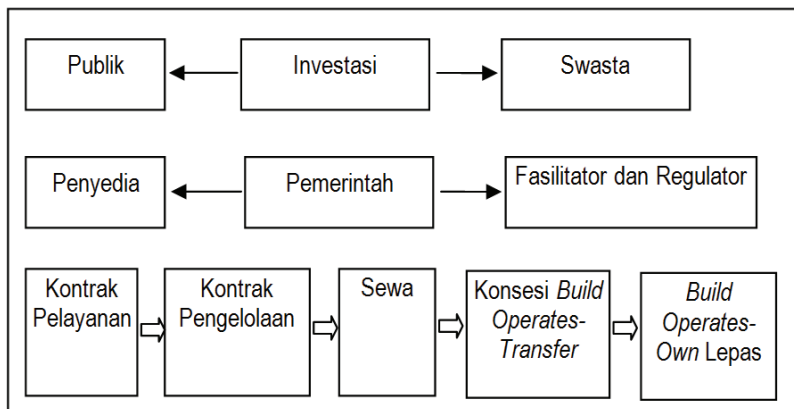 Publik
Investasi
Swasta
Penyedia
Pemerintah
Fasilitator dan Regulator
Kontrak
Pelayanan
Kontrak
Pengelolaan
Sewa
Konsesi Build
Operates-
Transfer
Build
Operates-
Own Lepas